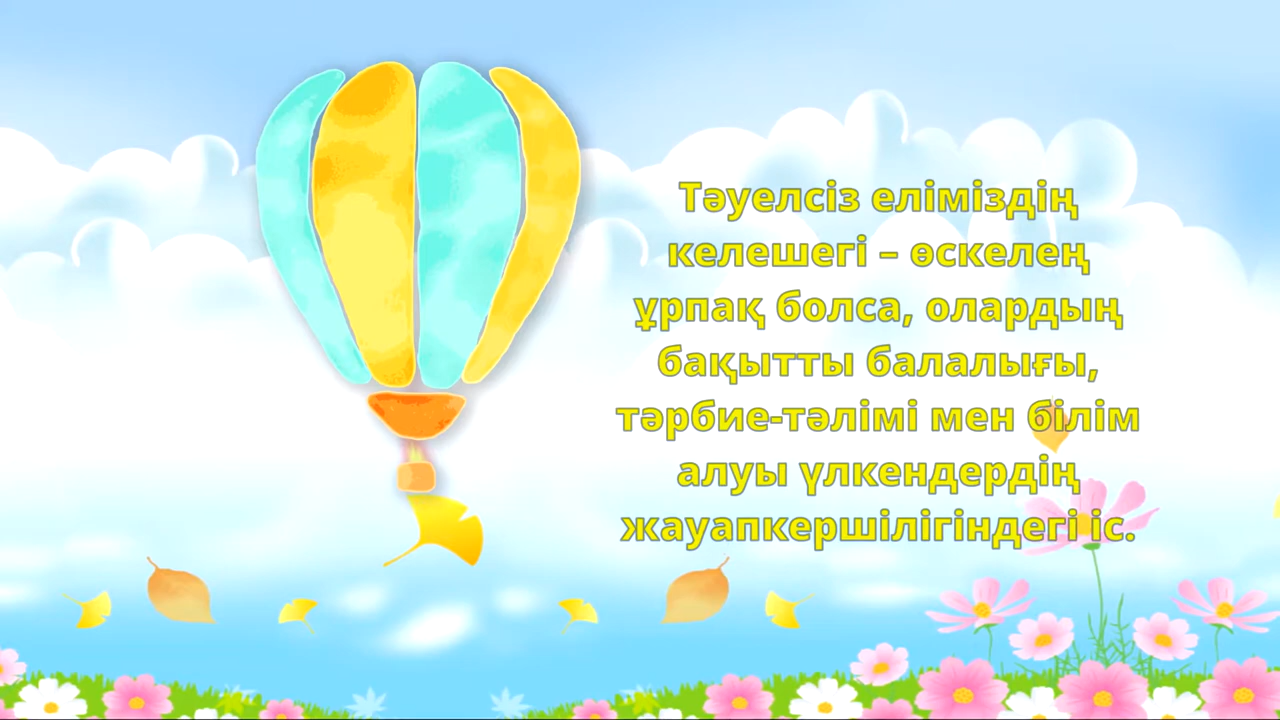 Тәуелсіз еліміздің
келешегі – өскелең
ұрпақ болса, олардың
бақытты балалығы,
тәрбие-тәлімі мен білім
алуы үлкендердің
жауапкершілігіндегі іс.